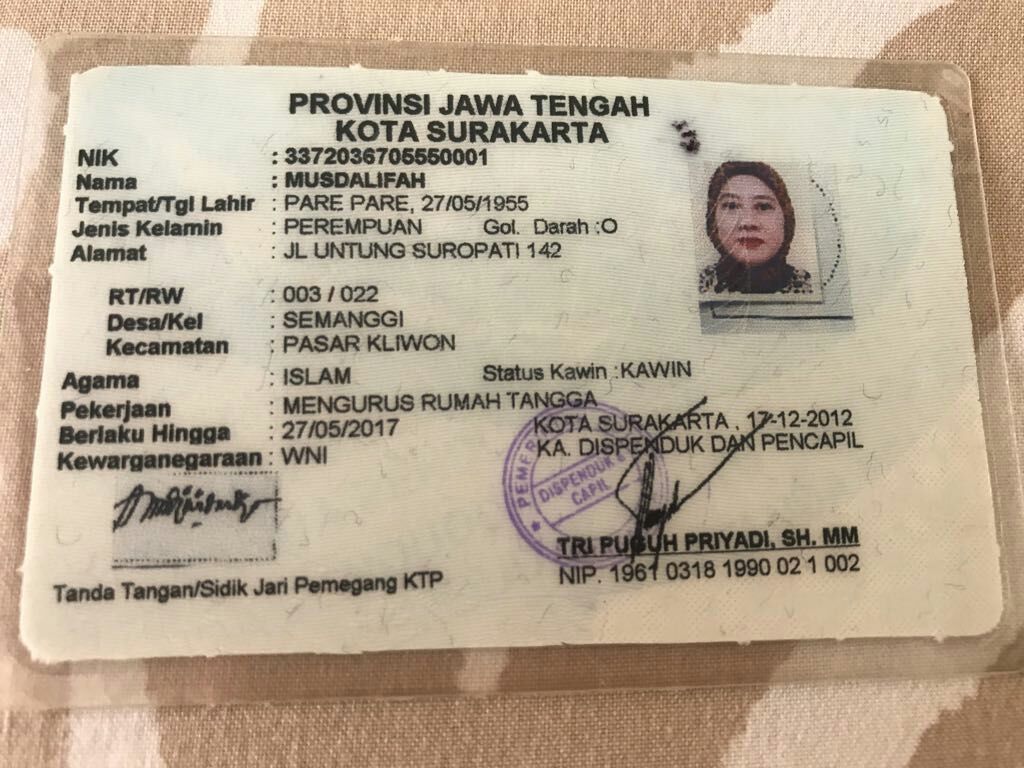 PROVINSI JAWA TENGAH
KOTA SURAKARTA
NIK : 3372036705550001
Nama : MUSDALIFAH
Tempat/Tgl Lahir : PARE PARE, 27/05/1955
Jenis Kelamin : PEREMPUAN Gol. Darah :O
Alamat : JL UNTUNG SUROPATI 142
RT/RW : 003 / 022
Desa/Kel : SEMANGGI
Kecamatan : PASAR KLIWON
Agama : ISLAM Status Kawin :KAWIN
Pekerjaan : MENGURUS RUMAH TANGGA
Berlaku Hingga : 27/05/2017
Kewarganegaraan : WNI
KOTA SURAKARTA , 17-12-2012
KA. DISPENDUK DAN PENCAPIL
DISPENDUK
CAPIL
TRI PUGUH PRIYADI, SH. MM
NIP. 1961 0318 1990 02 1 002
Tanda Tangan/Sidik Jari Pemegang KTP